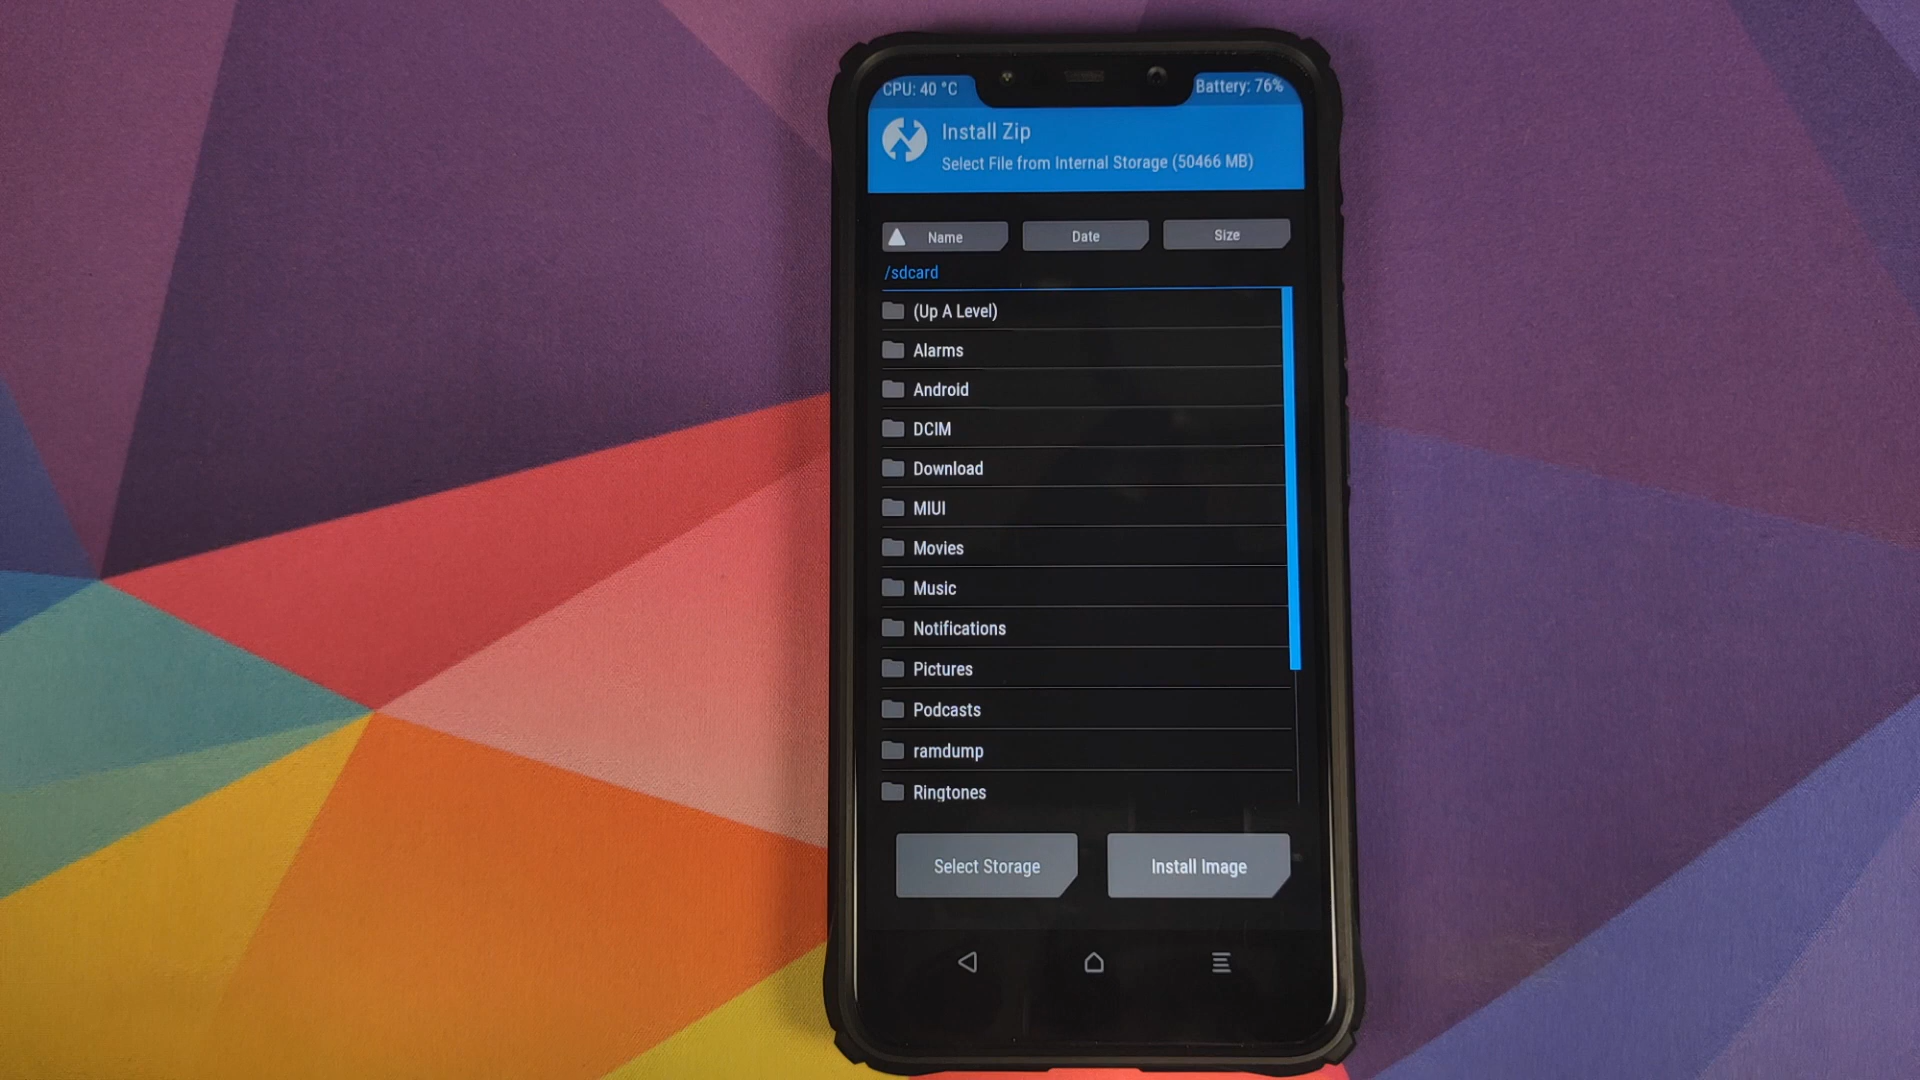 CPU: 40 °C
Battery: 76%
Install Zip
Select File from Internal Storage (50466 MB)
Name
Date
Size
/sdcard
(Up A Level)
Alarms
Android
DCIM
Download
MIUI
Movies
Music
Notifications
Pictures
Podcasts
ramdump
Ringtones
Select Storage
Install Image